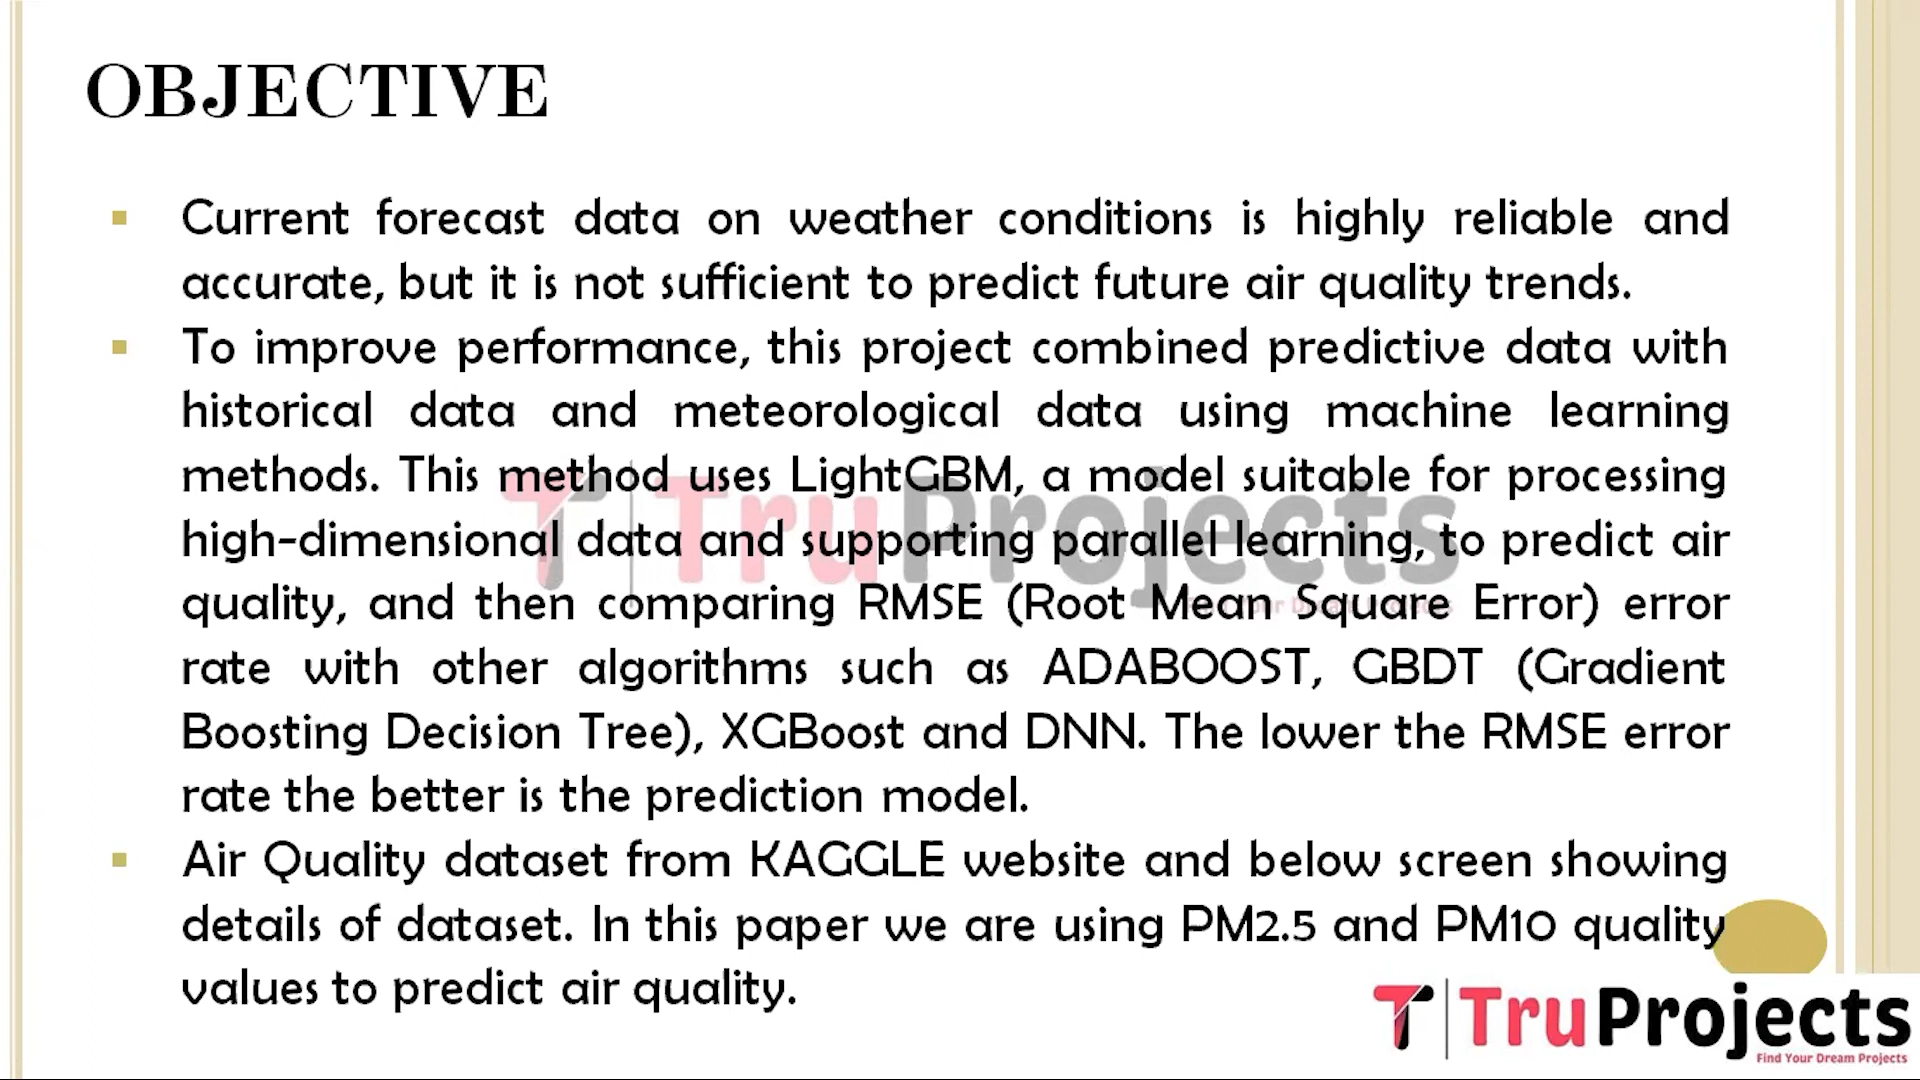 OBJECTIVE
Current forecast data on weather conditions is highly reliable and
accurate, but it is not sufficient to predict future air quality trends.
To improve performance, this project combined predictive data with
historical data and meteorological data using machine learning
methods. This method uses LightGBM, a model suitable for processing
high-dimensional data and supporting parallel learning, to predict air
quality, and then comparing RMSE (Root Mean Square Error) error
rate with other algorithms such as ADABOOST, GBDT (Gradient
Boosting Decision Tree), XGBoost and DNN. The lower the RMSE error
rate the better is the prediction model.
Air Quality dataset from KAGGLE website and below screen showing
details of dataset. In this paper we are using PM2.5 and PM10 quality
values to predict air quality.
TruProjects
TruProjects
Find Your Dream Projects